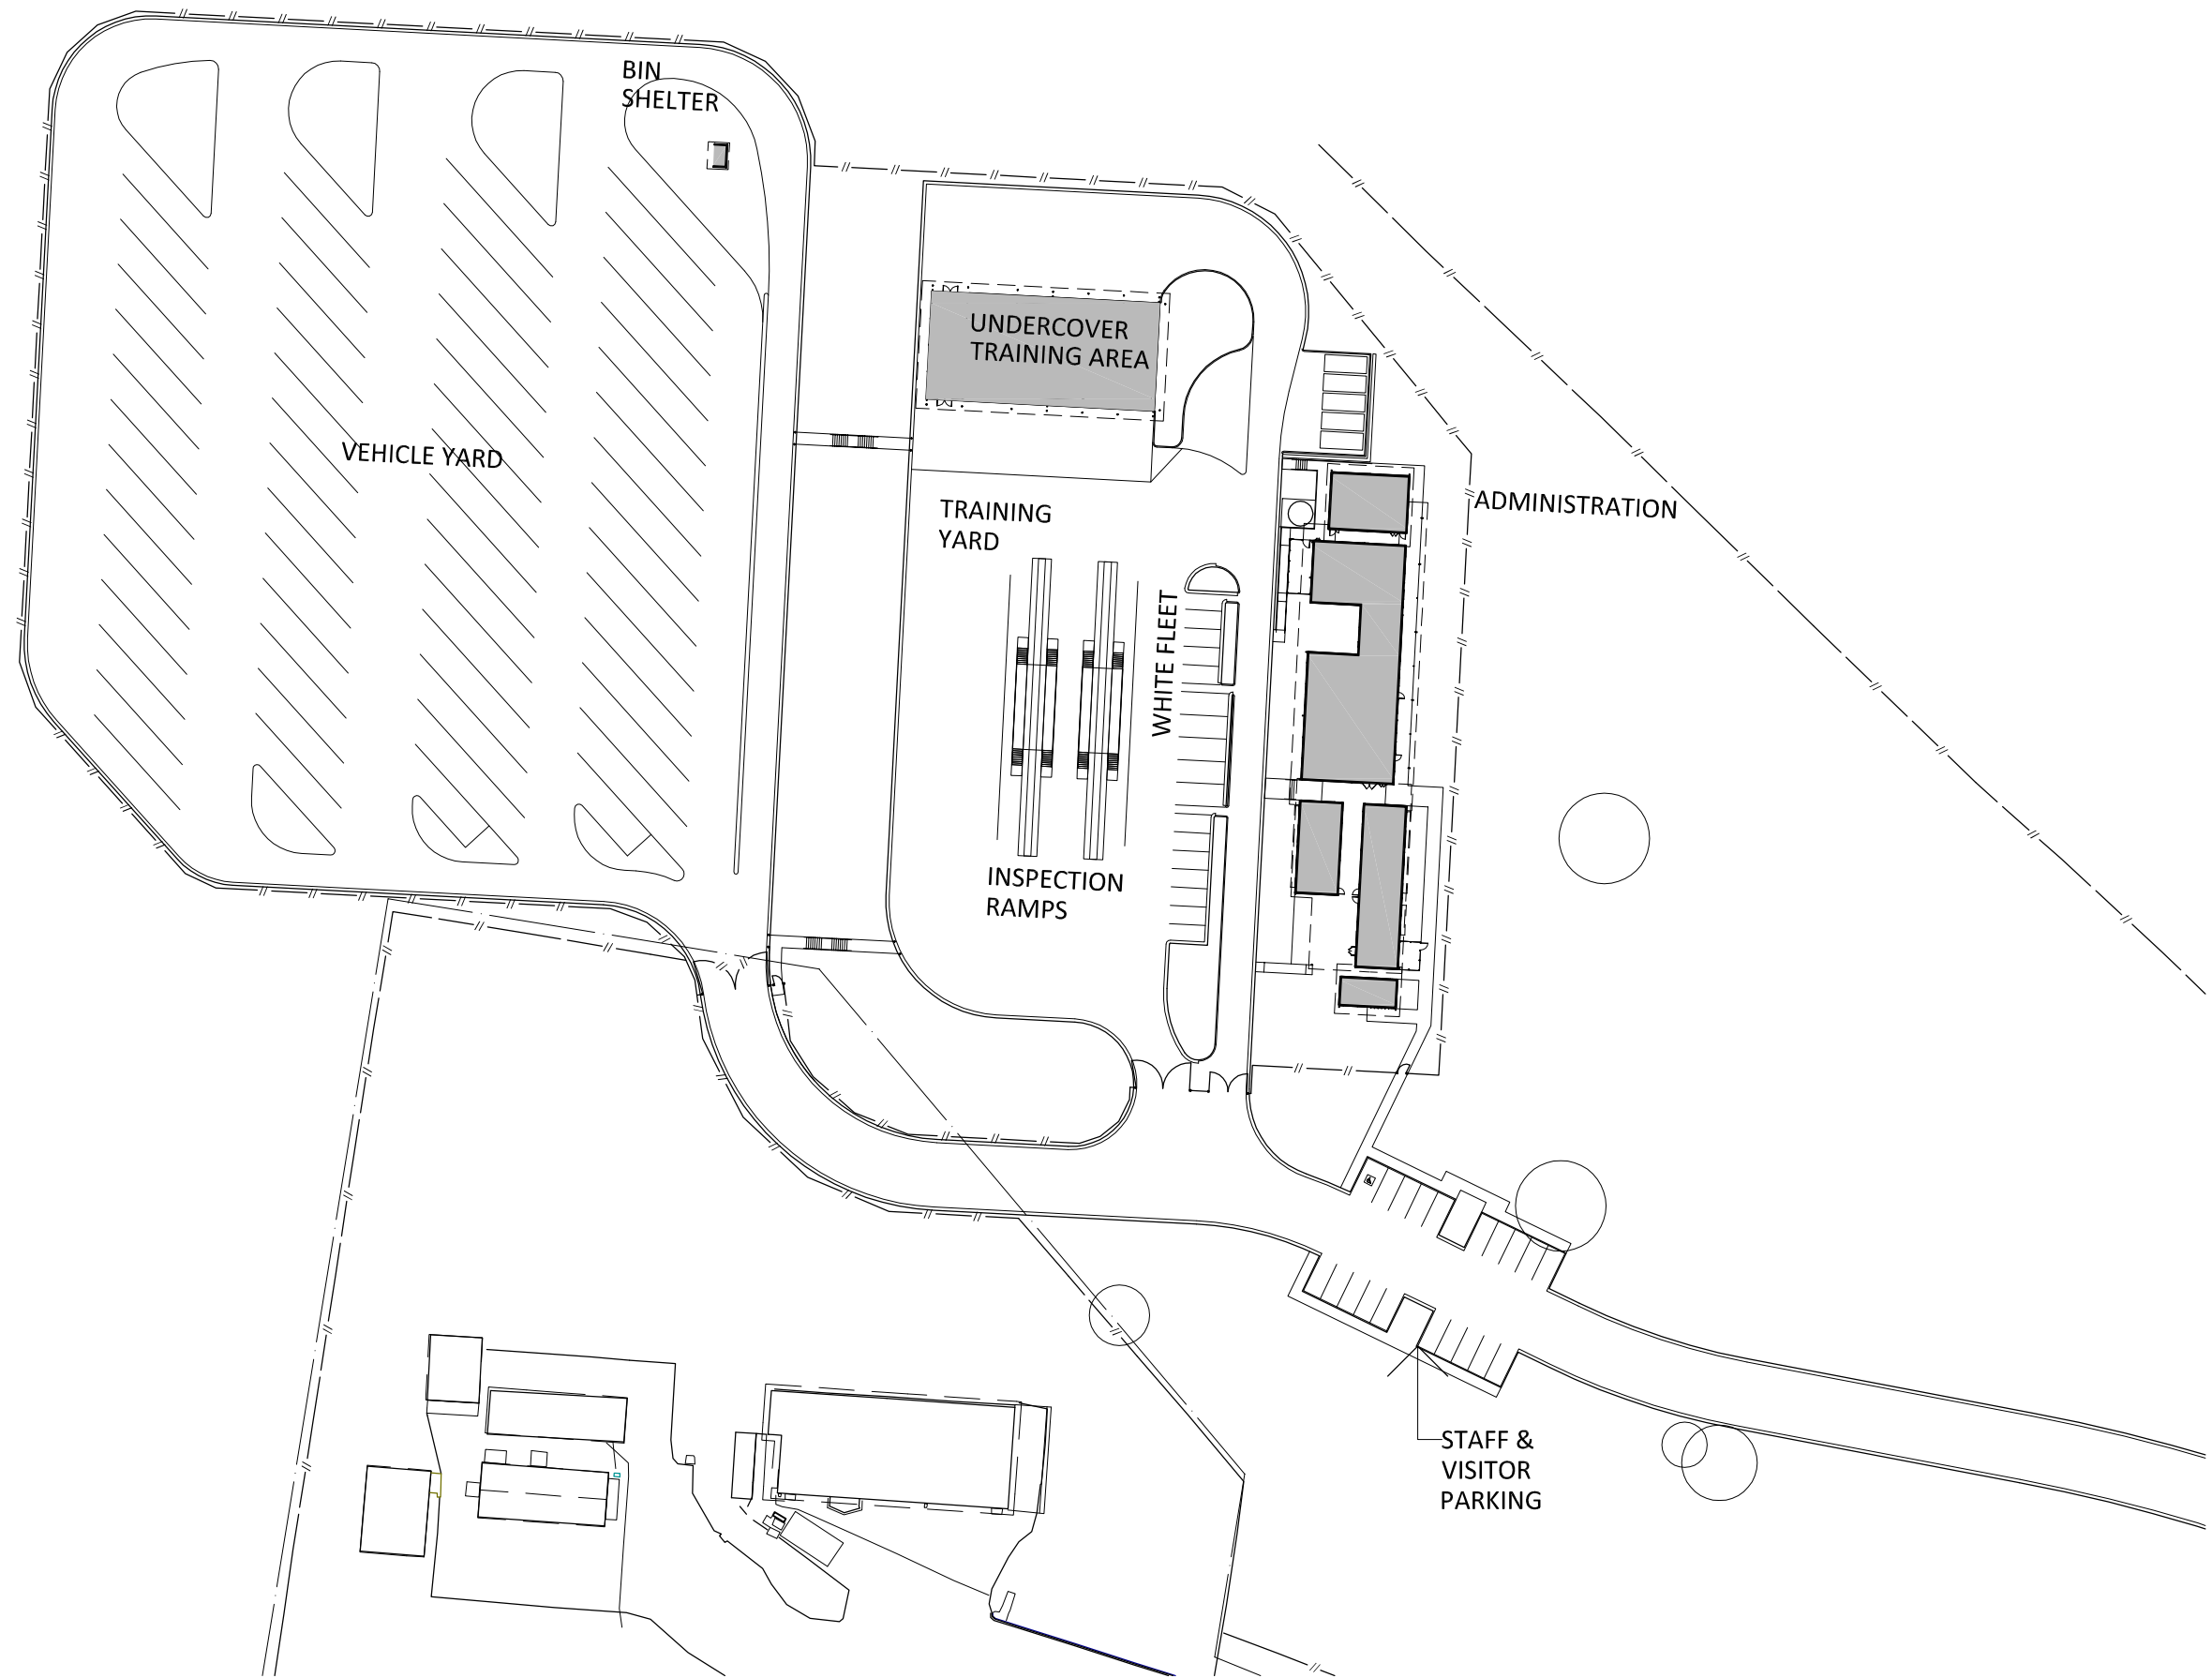 BIN
SHELTER
UNDERCOVER
TRAINING AREA
VEHICLE YARD
ADMINISTRATION
TRAINING
YARD
WHITE FLEET
INSPECTION
RAMPS
STAFF &
VISITOR
PARKING